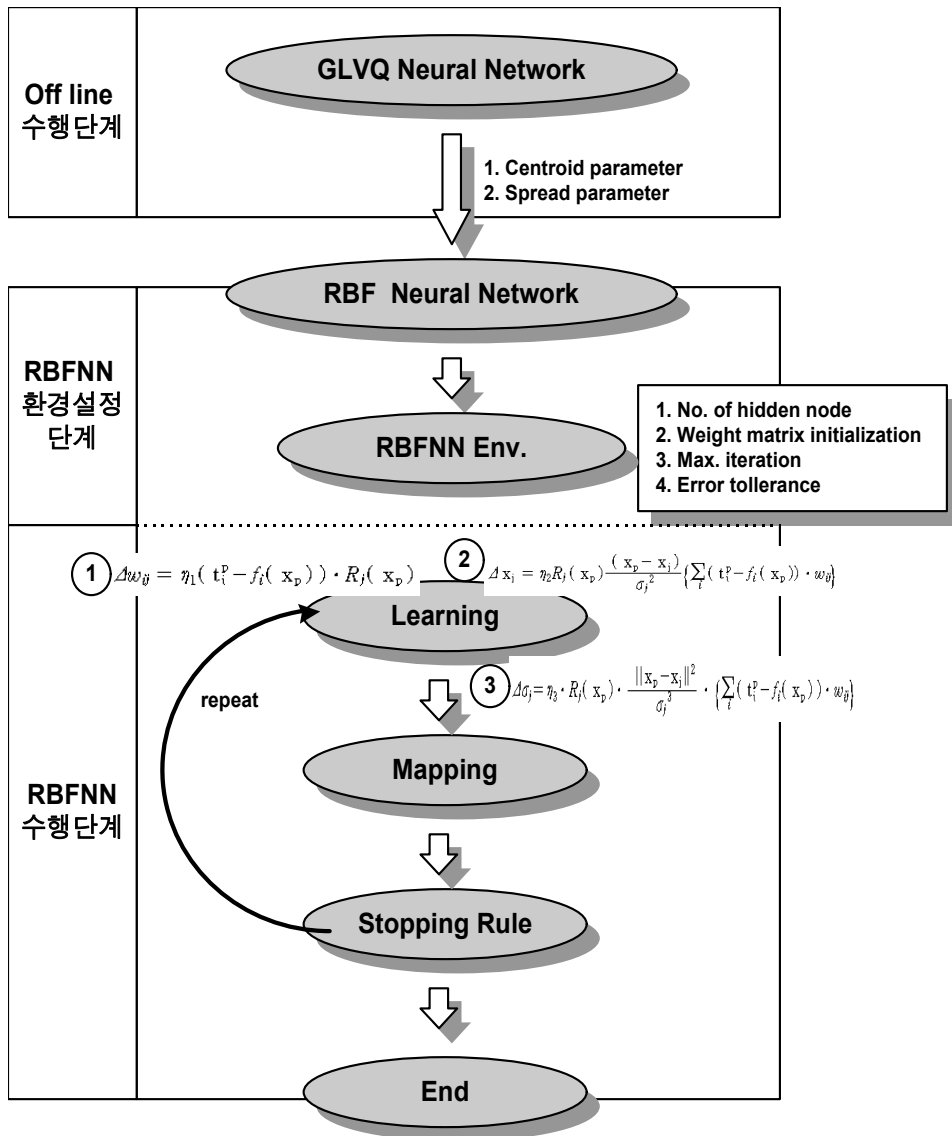 Off line
수행단계
GLVQ Neural Network
1. Centroid parameter
2. Spread parameter
RBF Neural Network
RBFNN
환경설정
단계
RBFNN Env.
1. No. of hidden node
2. Weight matrix initialization
3. Max. iteration
4. Error tollerance
1 Δw_ij = η_1( t_i^p − f_i( x_p) ) · R_j( x_p)
2 Δx_j = η_2 R_j( x_p) ( x_p − x_j) / σ_j^2 {∑_i ( t_i^p − f_i( x_p)) · w_ij}
Learning
3 Δσ_j = η_3 · R_j( x_p) · ||x_p − x_j||^2 / σ_j^3 · {∑_i ( t_i^p − f_i( x_p)) · w_ij}
repeat
Mapping
RBFNN
수행단계
Stopping Rule
End